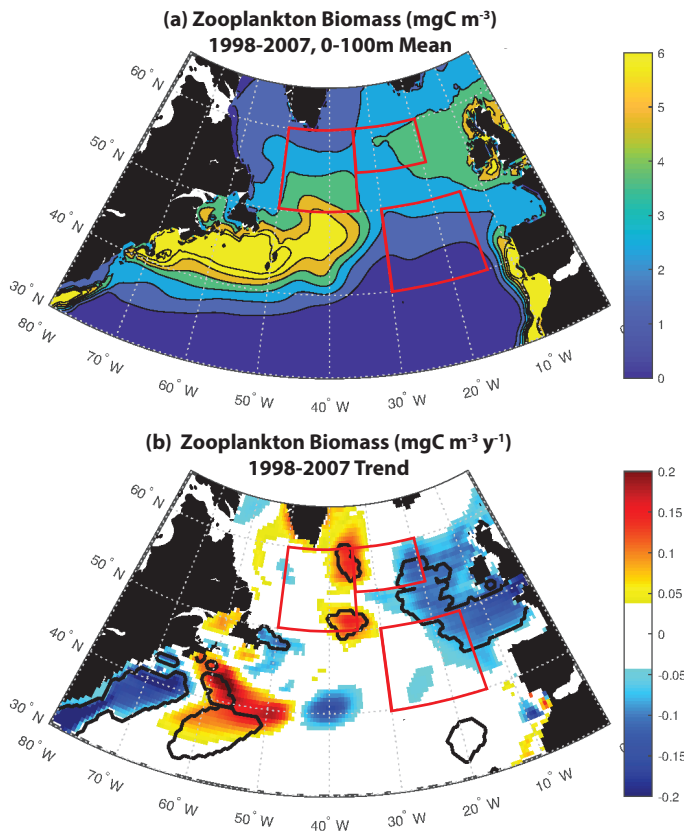 (a) Zooplankton Biomass (mgC m⁻³)
1998-2007, 0-100m Mean
60° N
50° N
40° N
30° N
80° W
70° W
60° W
50° W
40° W
30° W
20° W
10° W
6
5
4
3
2
1
0
(b) Zooplankton Biomass (mgC m⁻³ y⁻¹)
1998-2007 Trend
60° N
50° N
40° N
30° N
80° W
70° W
60° W
50° W
40° W
30° W
20° W
10° W
0.2
0.15
0.1
0.05
0
-0.05
-0.1
-0.15
-0.2